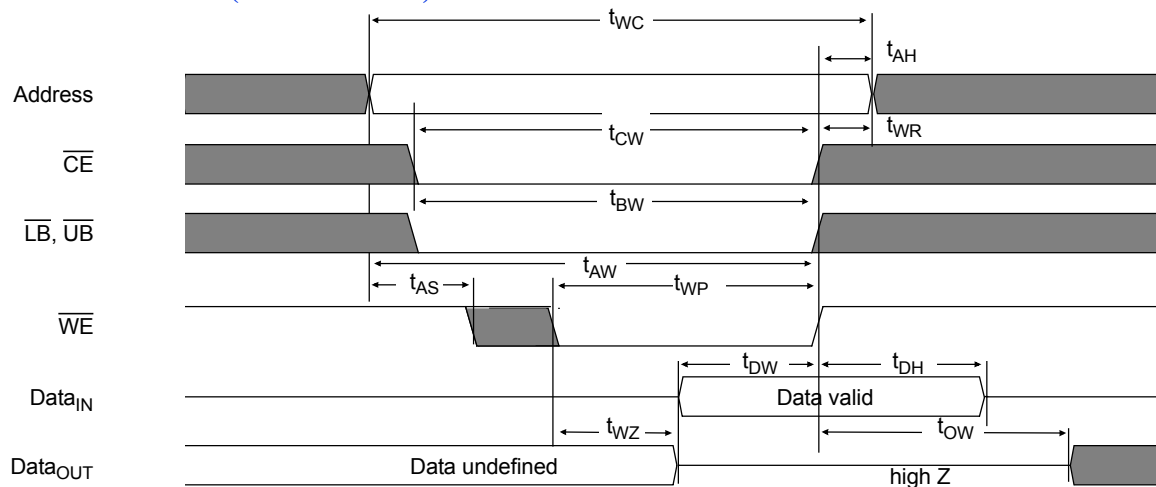 tWC
tAH
Address
tCW
tWR
CE
tBW
LB, UB
tAW
tAS
tWP
WE
tDW
tDH
DataIN
Data valid
tWZ
tOW
DataOUT
Data undefined
high Z